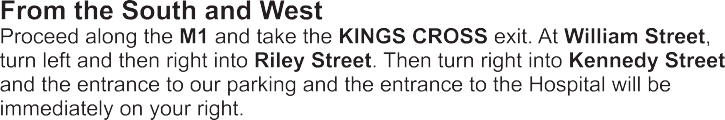 From the South and West
Proceed along the M1 and take the KINGS CROSS exit. At William Street,
turn left and then right into Riley Street. Then turn right into Kennedy Street
and the entrance to our parking and the entrance to the Hospital will be
immediately on your right.